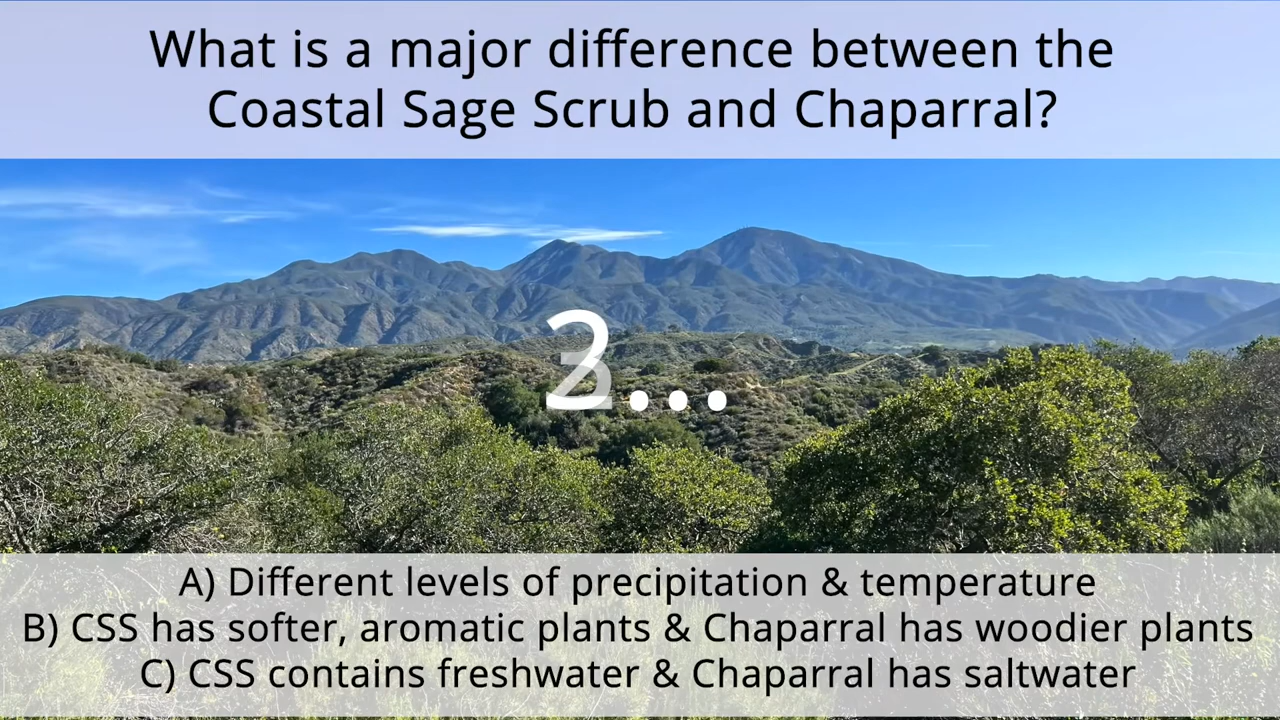 What is a major difference between the
Coastal Sage Scrub and Chaparral?
...
A) Different levels of precipitation & temperature
B) CSS has softer, aromatic plants & Chaparral has woodier plants
C) CSS contains freshwater & Chaparral has saltwater